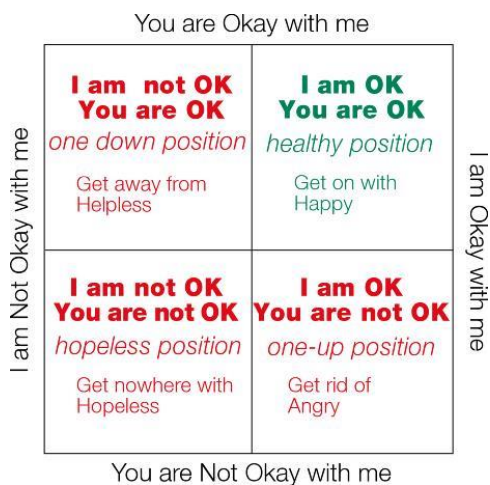 You are Okay with me
I am not OK
You are OK
one down position
Get away from
Helpless
I am OK
You are OK
healthy position
Get on with
Happy
I am Not Okay with me
I am Okay with me
I am not OK
You are not OK
hopeless position
Get nowhere with
Hopeless
I am OK
You are not OK
one-up position
Get rid of
Angry
You are Not Okay with me